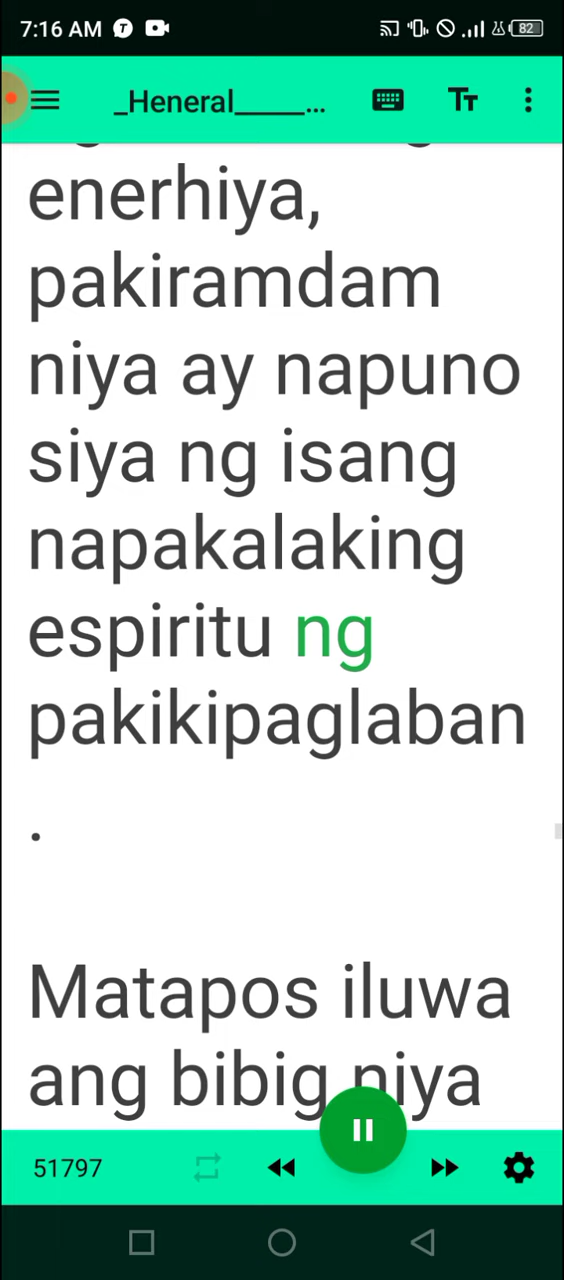 7:16 AM
82
_Heneral_____...
enerhiya,
pakiramdam
niya ay napuno
siya ng isang
napakalaking
espiritu ng
pakikipaglaban
.
Matapos iluwa
ang bibig niya
51797